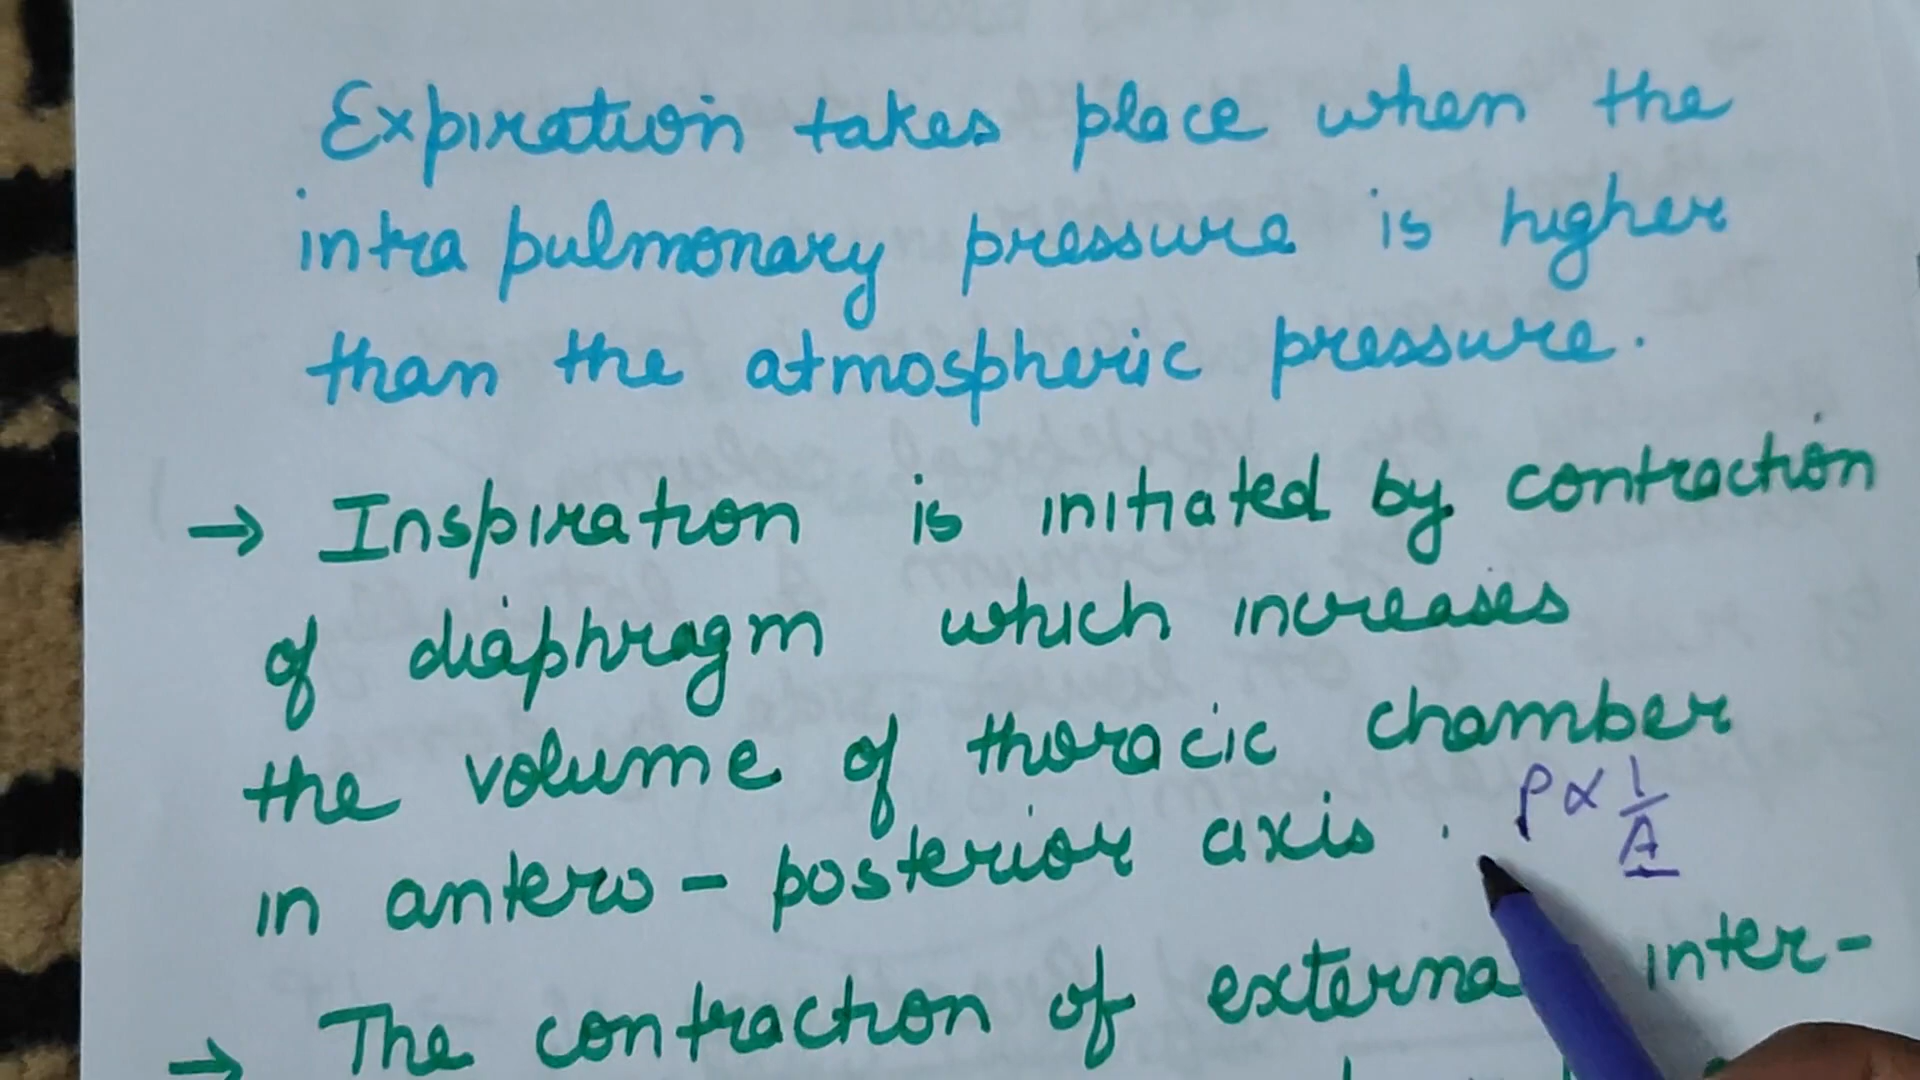 Expiration takes place when the
intra pulmonary pressure is higher
than the atmospheric pressure.
→ Inspiration is initiated by contraction
of diaphragm which increases
the volume of thoracic chamber
in antero - posterior axis.
P ∝ 1/A
→ The contraction of external inter-